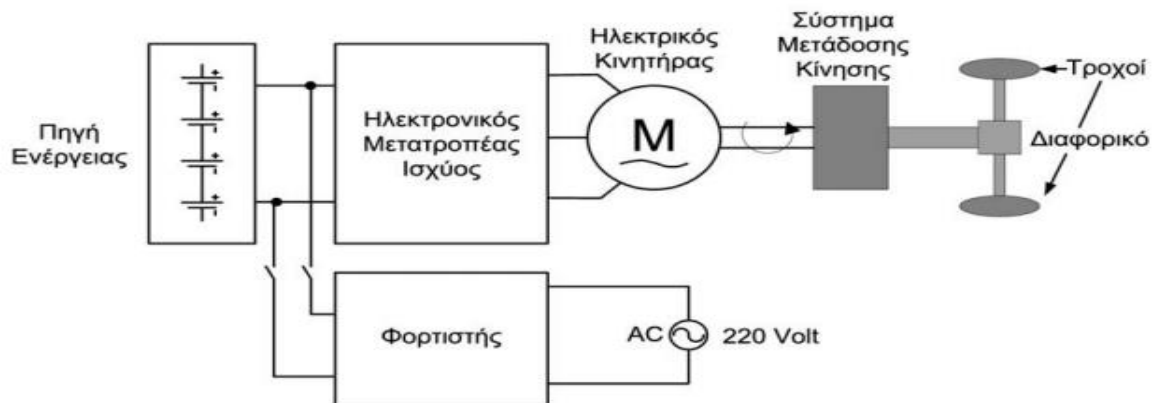 Πηγή
Ενέργειας
Ηλεκτρονικός
Μετατροπέας
Ισχύος
Ηλεκτρικός
Κινητήρας
M
Σύστημα
Μετάδοσης
Κίνησης
Τροχοί
Διαφορικό
Φορτιστής
AC
220 Volt